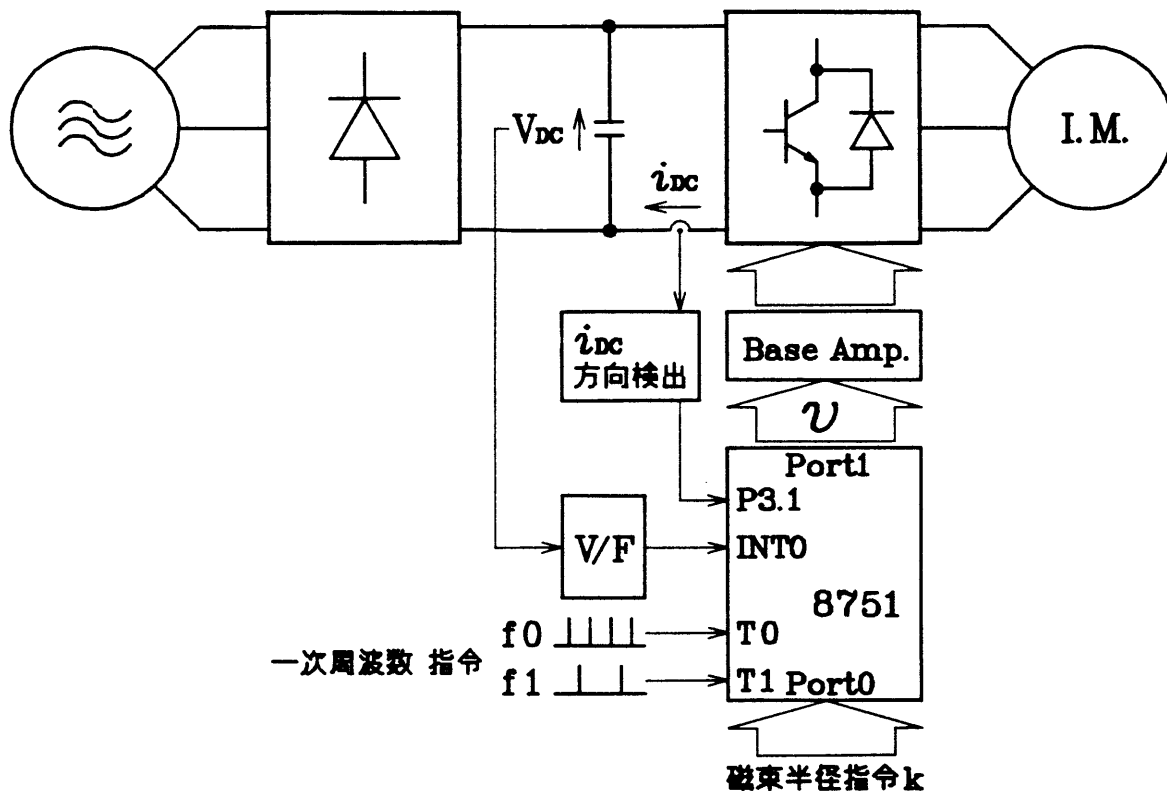 V_DC
i_DC
I.M.
i_DC
方向検出
Base Amp.
v
Port1
P3.1
V/F
INT0
8751
f0
T0
一次周波数 指令
f1
T1 Port0
磁束半径指令k